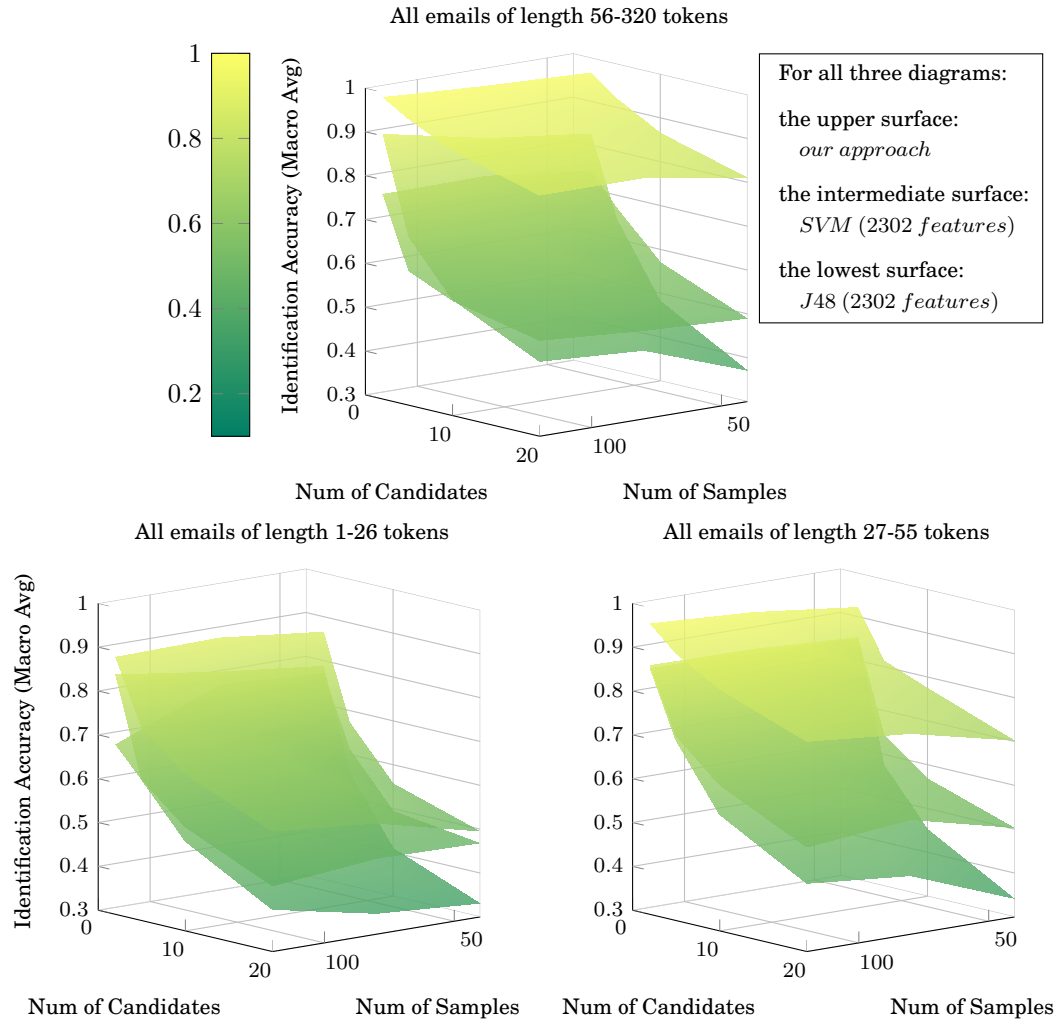 All emails of length 56-320 tokens
1
0.8
0.6
0.4
0.2
Identification Accuracy (Macro Avg)
1
0.9
0.8
0.7
0.6
0.5
0.4
0.3
0
10
20
100
50
Num of Candidates
Num of Samples
For all three diagrams:
the upper surface:
our approach
the intermediate surface:
SVM (2302 features)
the lowest surface:
J48 (2302 features)
All emails of length 1-26 tokens
Identification Accuracy (Macro Avg)
1
0.9
0.8
0.7
0.6
0.5
0.4
0.3
0
10
20
100
50
Num of Candidates
Num of Samples
All emails of length 27-55 tokens
1
0.9
0.8
0.7
0.6
0.5
0.4
0.3
0
10
20
100
50
Num of Candidates
Num of Samples